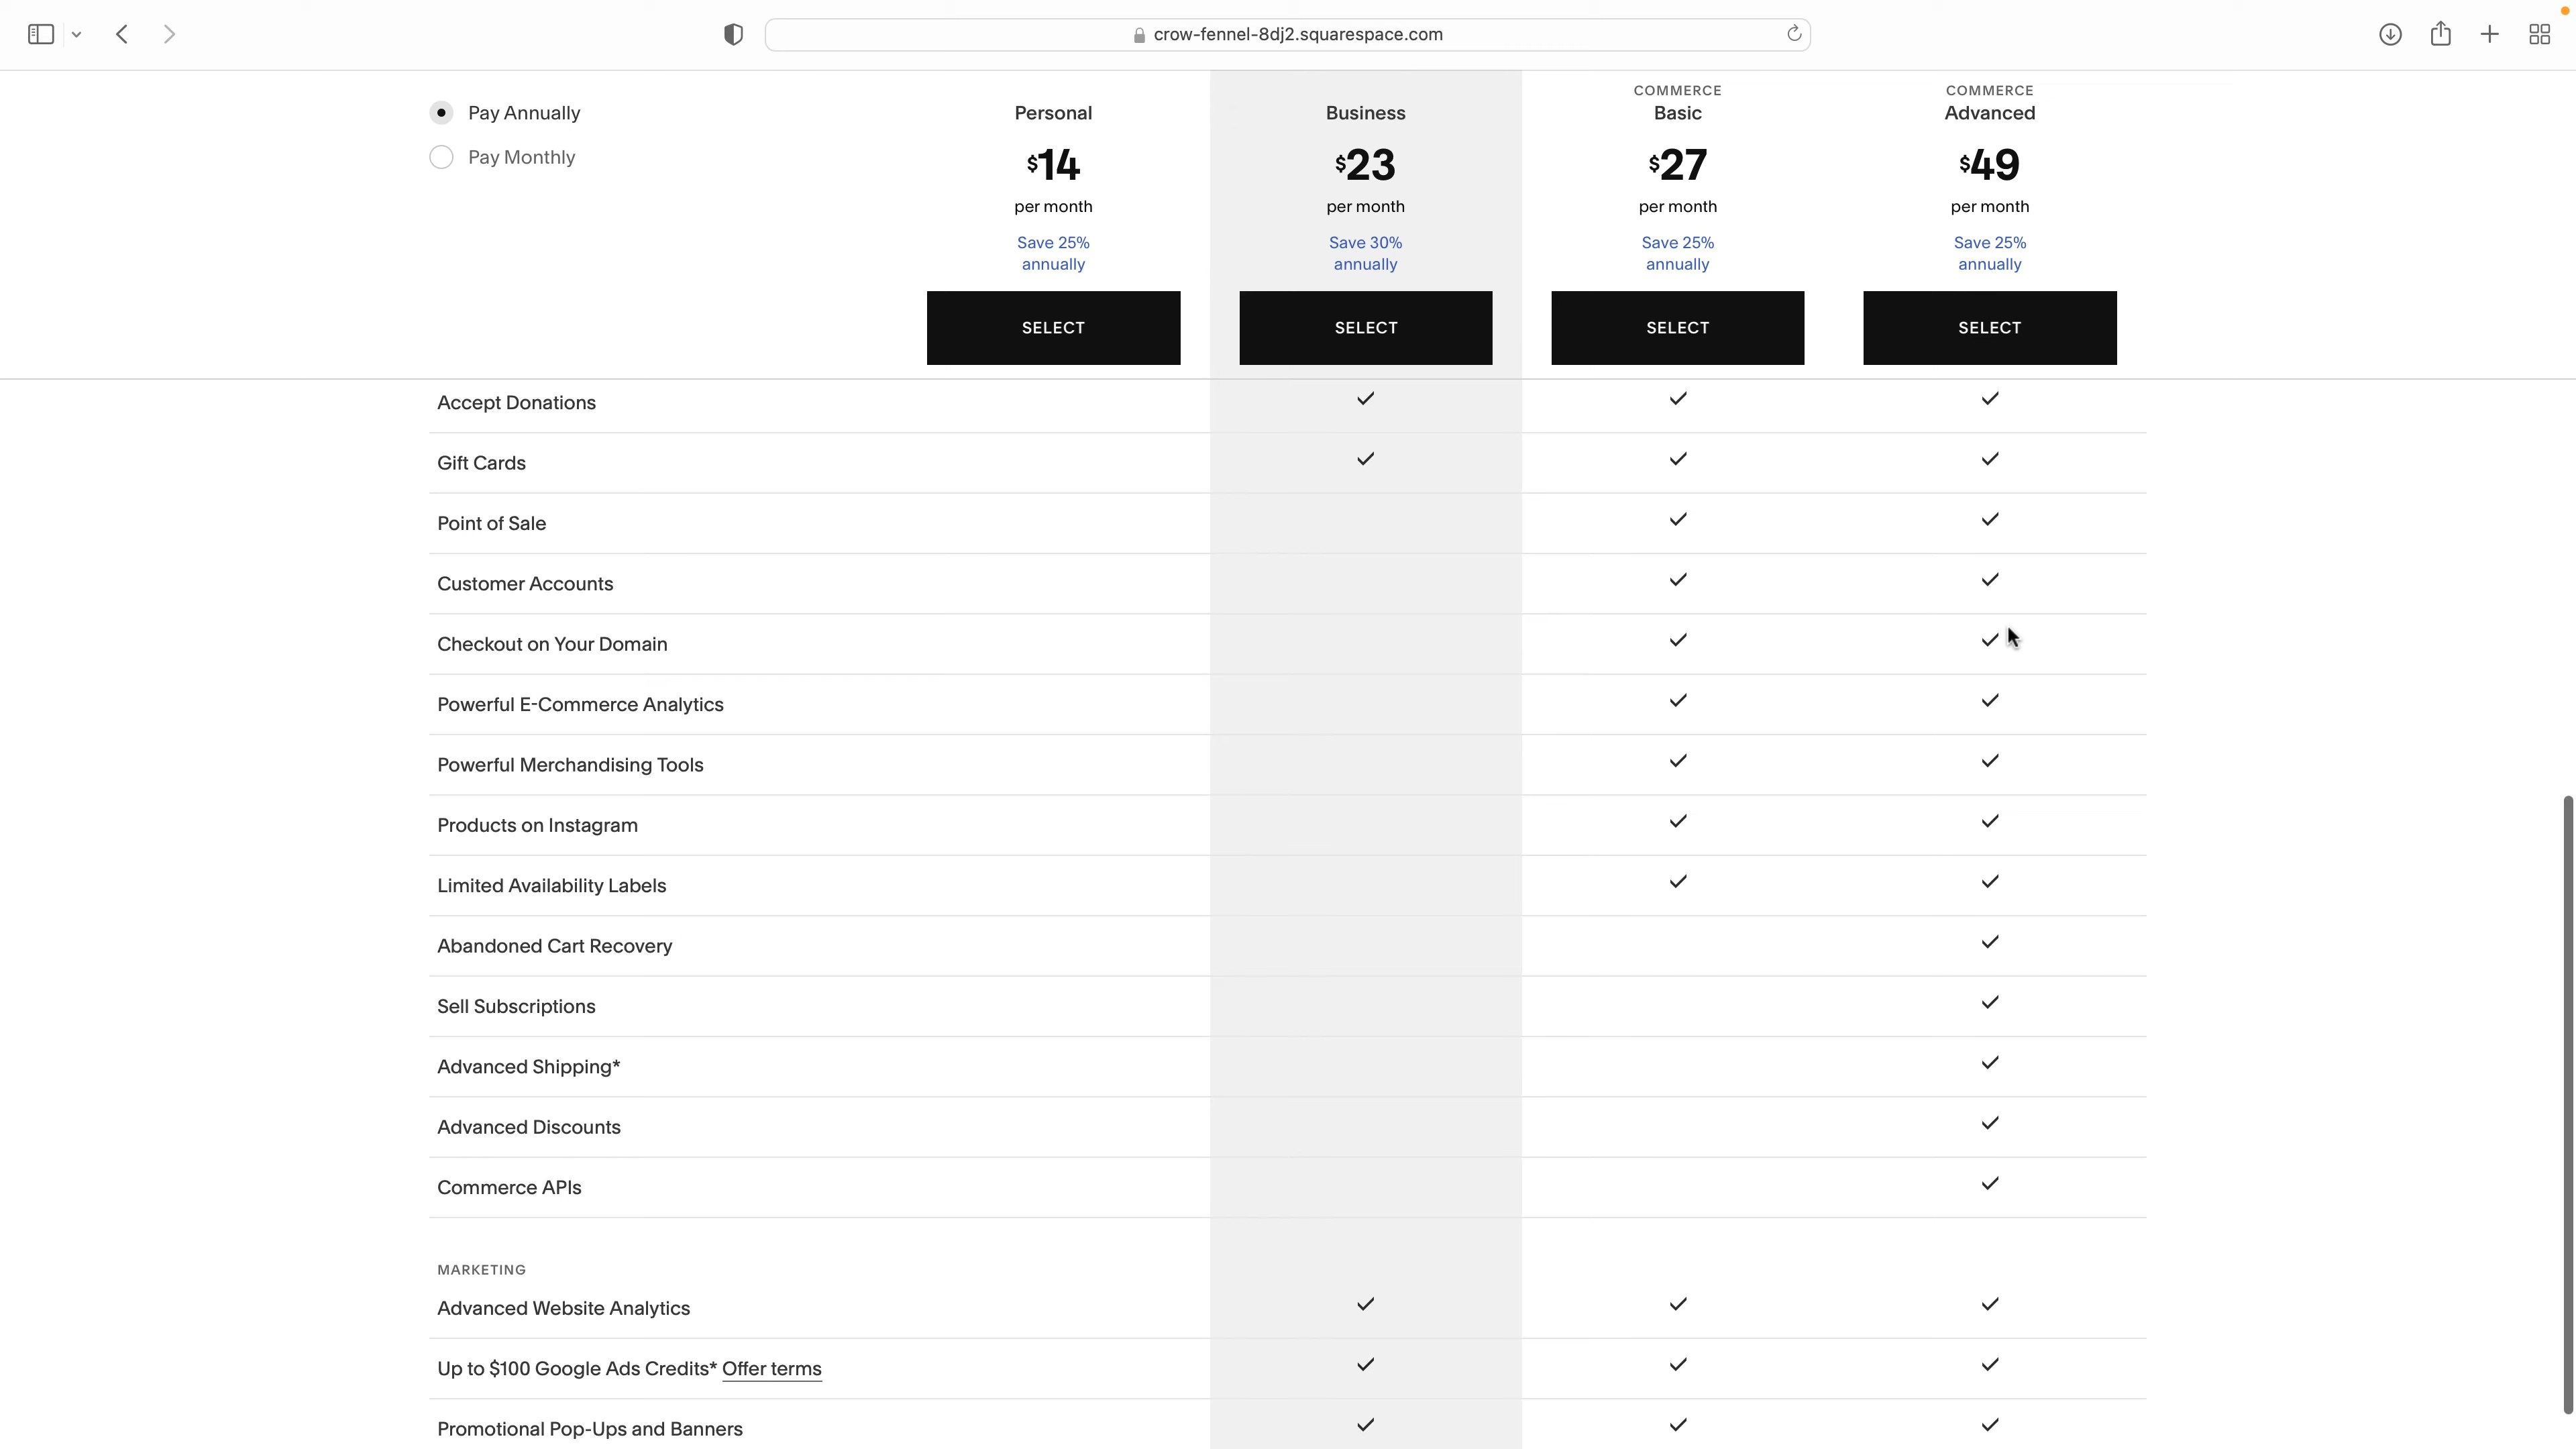 crow-fennel-8dj2.squarespace.com
Pay Annually
Pay Monthly
Personal
$14
per month
Save 25%
annually
SELECT
Business
$23
per month
Save 30%
annually
SELECT
COMMERCE
Basic
$27
per month
Save 25%
annually
SELECT
COMMERCE
Advanced
$49
per month
Save 25%
annually
SELECT
Accept Donations
Gift Cards
Point of Sale
Customer Accounts
Checkout on Your Domain
Powerful E-Commerce Analytics
Powerful Merchandising Tools
Products on Instagram
Limited Availability Labels
Abandoned Cart Recovery
Sell Subscriptions
Advanced Shipping*
Advanced Discounts
Commerce APIs
MARKETING
Advanced Website Analytics
Up to $100 Google Ads Credits* Offer terms
Promotional Pop-Ups and Banners